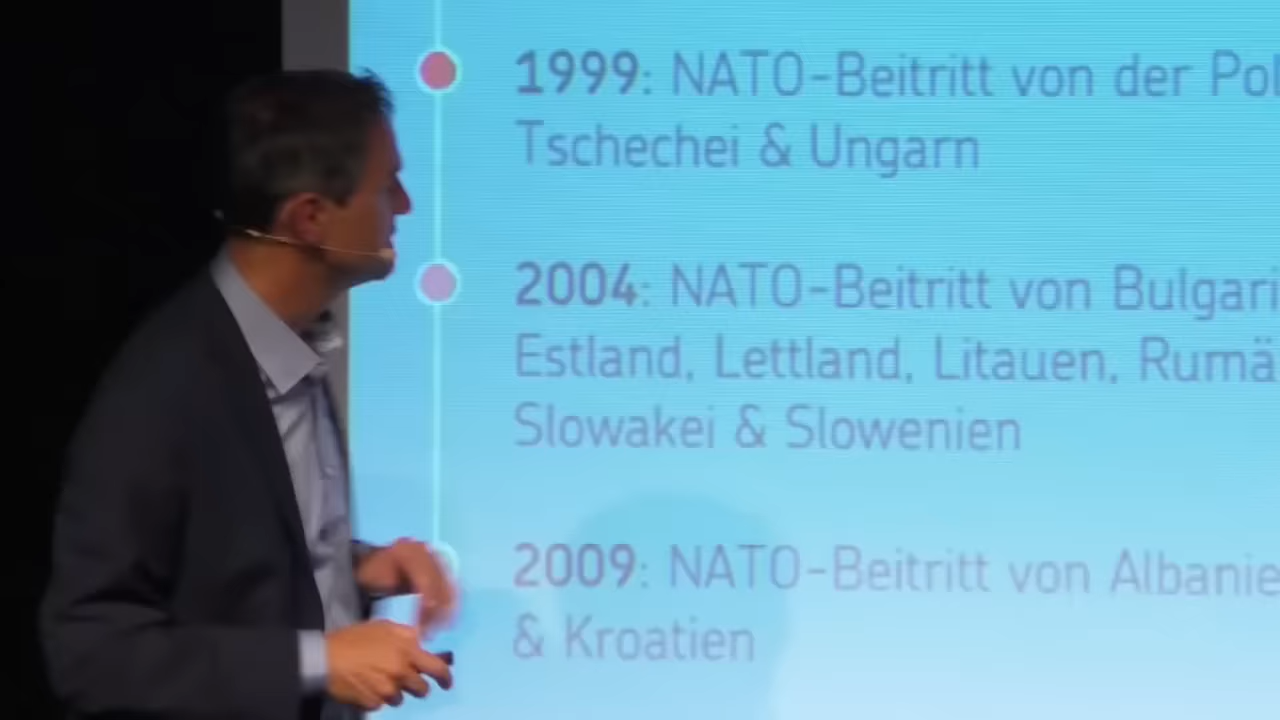 1999: NATO-Beitritt von der Pol
Tschechei & Ungarn
2004: NATO-Beitritt von Bulgari
Estland, Lettland, Litauen, Rumä
Slowakei & Slowenien
2009: NATO-Beitritt von Albanie
& Kroatien